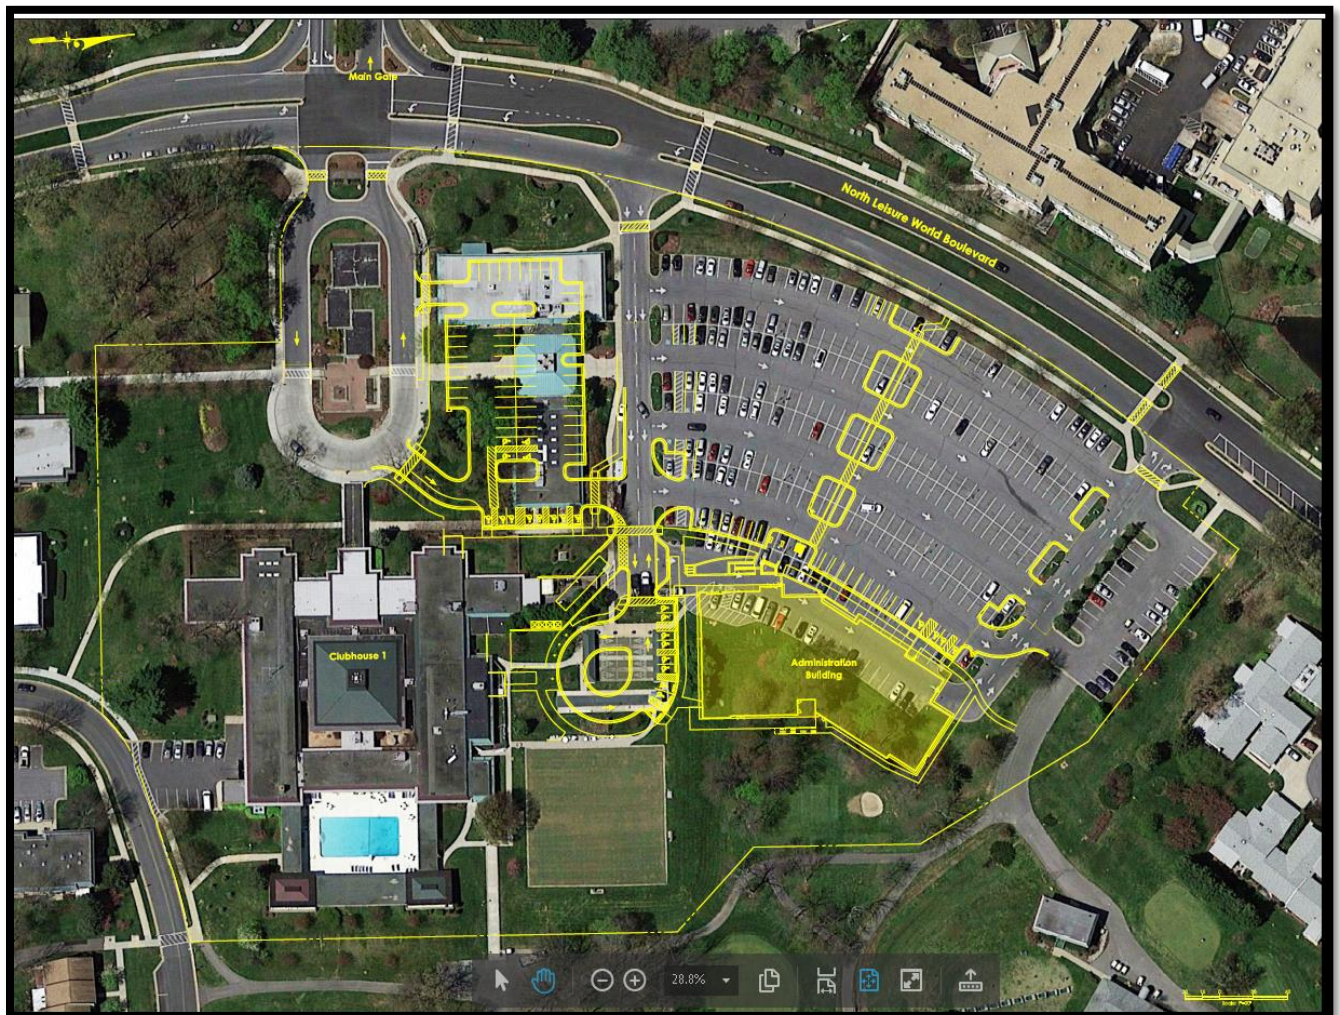 Main Gate
North Leisure World Boulevard
Clubhouse 1
Administration
Building
28.8%